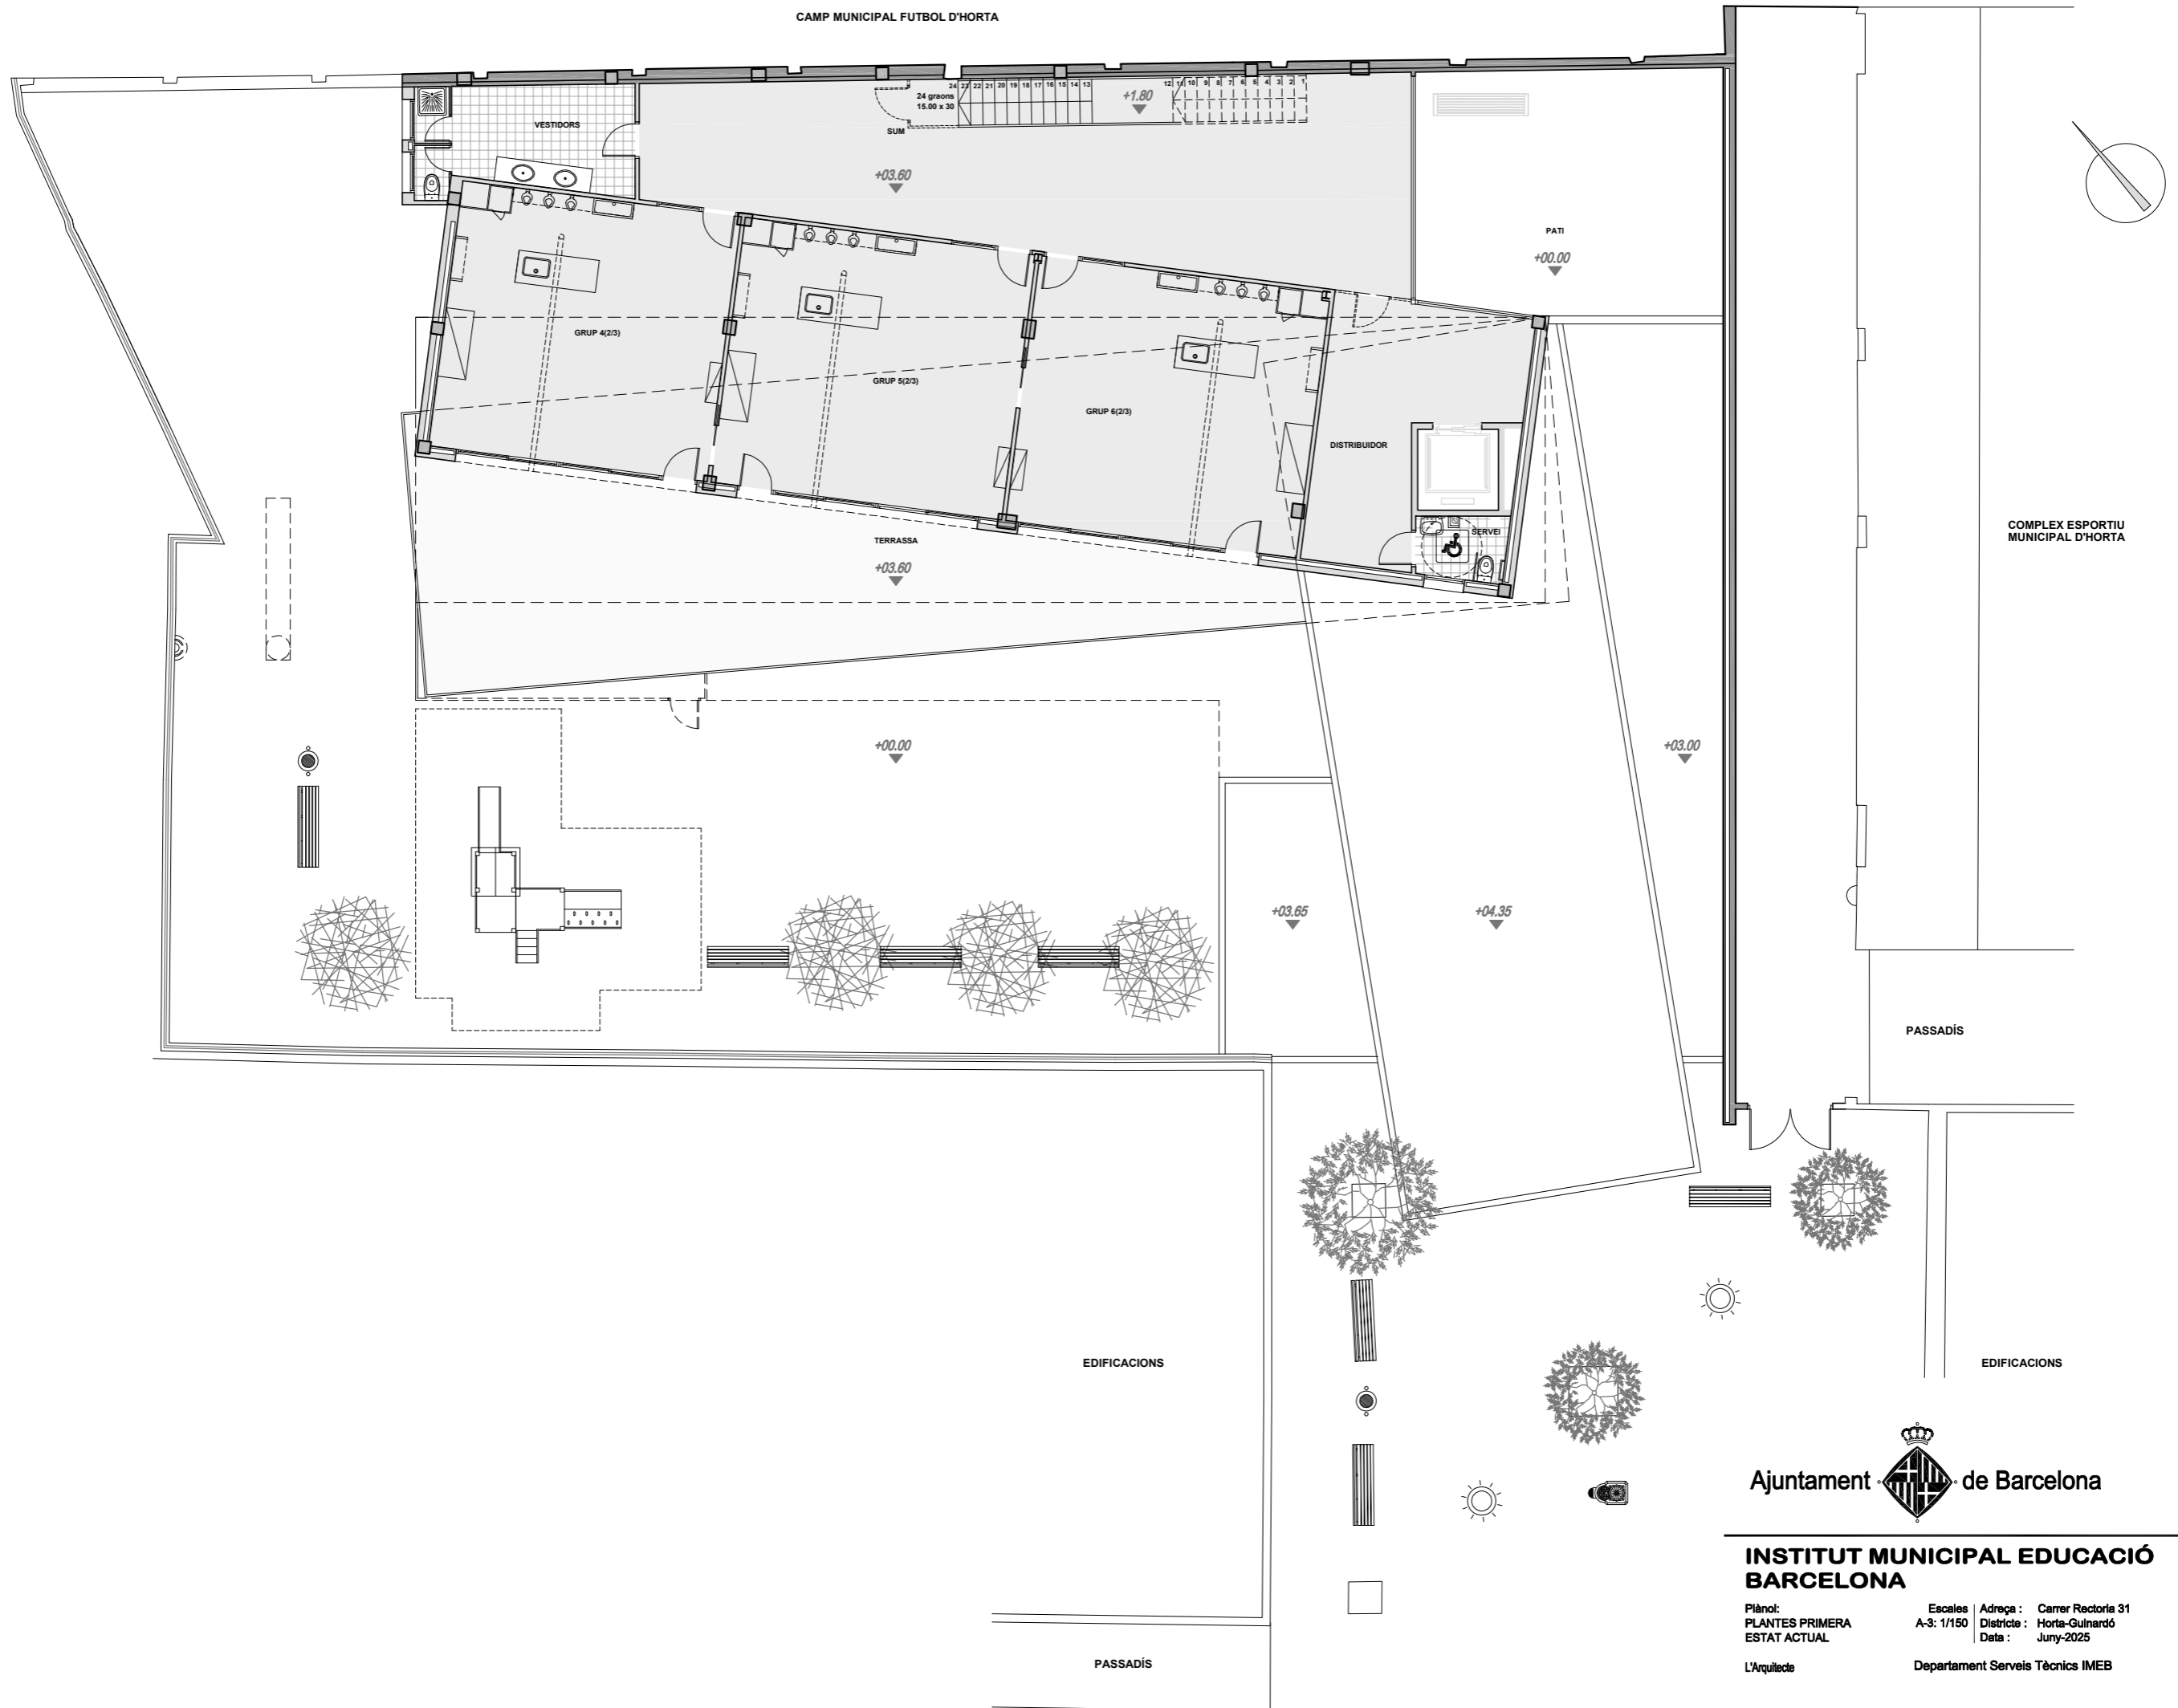 CAMP MUNICIPAL FUTBOL D'HORTA
24 23 22 21 20 19 18 17 16 15 14 13
12 11 10 9 8 7 6 5 4 3 2 1
24 graons
15.00 x 30
+1.80
VESTIDORS
SUM
+03.60
PATI
+00.00
GRUP 4(2/3)
GRUP 5(2/3)
GRUP 6(2/3)
DISTRIBUIDOR
SERVEI
COMPLEX ESPORTIU
MUNICIPAL D'HORTA
TERRASSA
+03.60
+00.00
+03.00
+03.65
+04.35
PASSADÍS
EDIFICACIONS
EDIFICACIONS
PASSADÍS
Ajuntament de Barcelona
INSTITUT MUNICIPAL EDUCACIÓ
BARCELONA
Plànol:
PLANTES PRIMERA
ESTAT ACTUAL
Escales
A-3: 1/150
Adreça : Carrer Rectoria 31
Districte : Horta-Guinardó
Data : Juny-2025
L'Arquitecte
Departament Serveis Tècnics IMEB